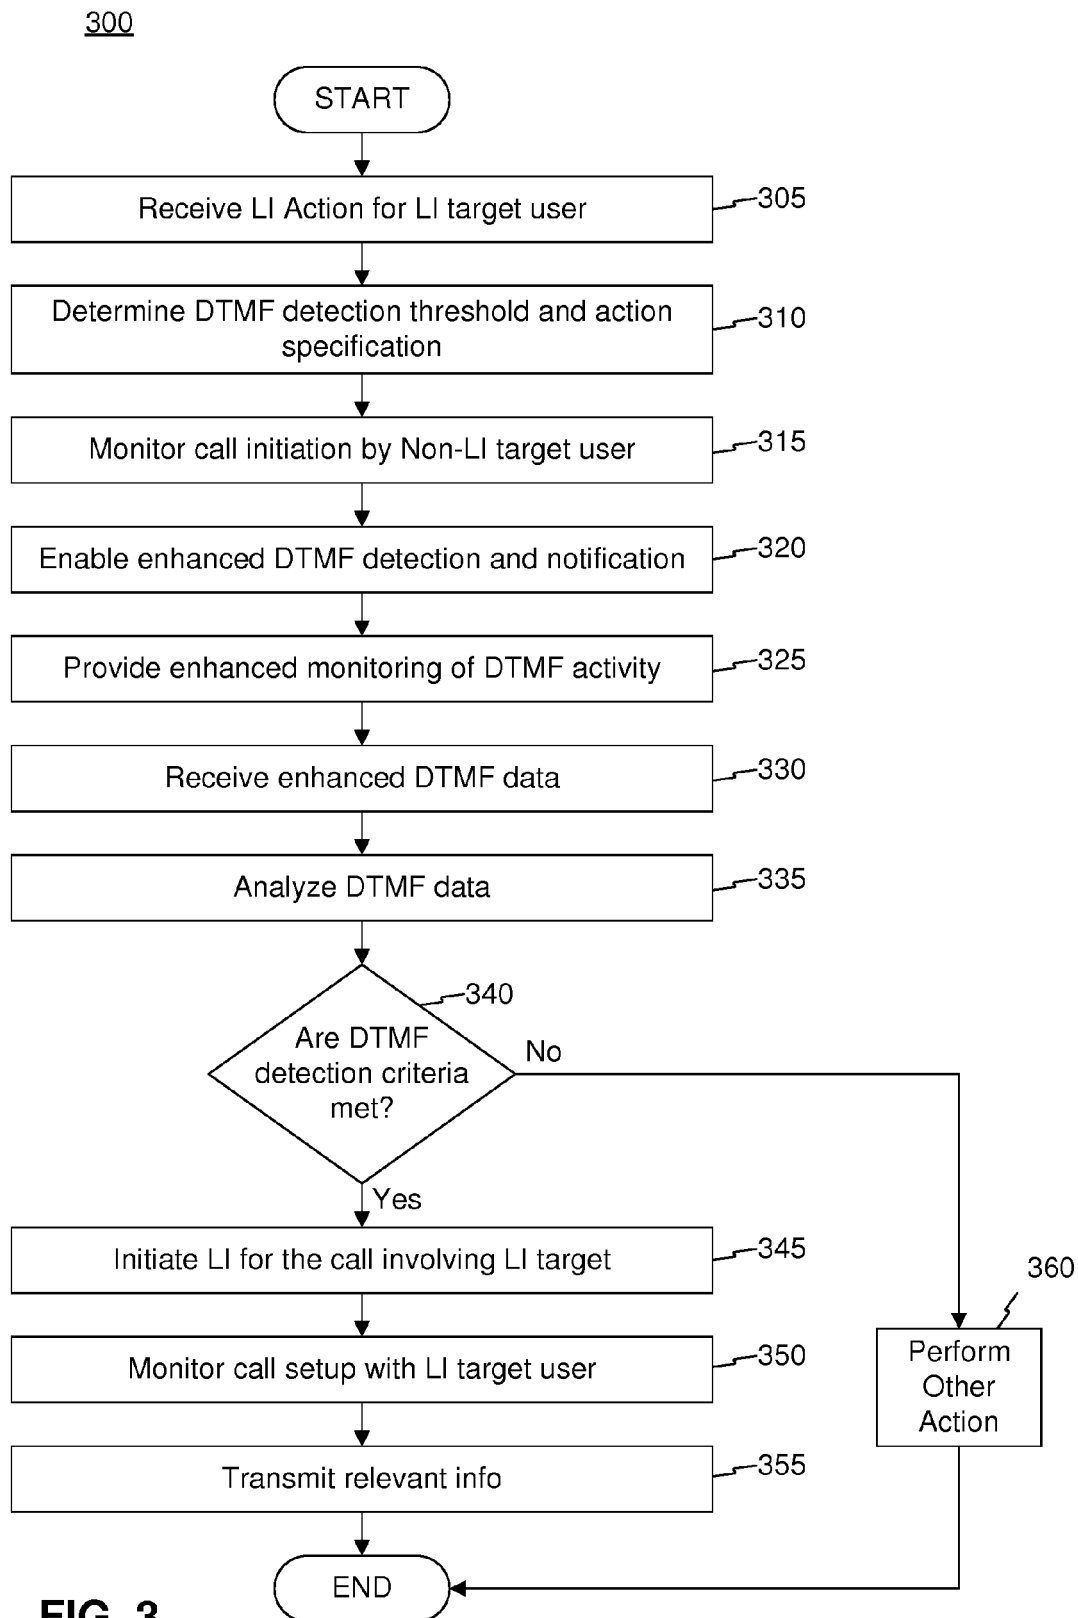 300
START
Receive LI Action for LI target user
305
Determine DTMF detection threshold and action
specification
310
Monitor call initiation by Non-LI target user
315
Enable enhanced DTMF detection and notification
320
Provide enhanced monitoring of DTMF activity
325
Receive enhanced DTMF data
330
Analyze DTMF data
335
340
Are DTMF
detection criteria
met?
No
Yes
Initiate LI for the call involving LI target
345
360
Perform
Other
Action
Monitor call setup with LI target user
350
Transmit relevant info
355
END
FIG. 3